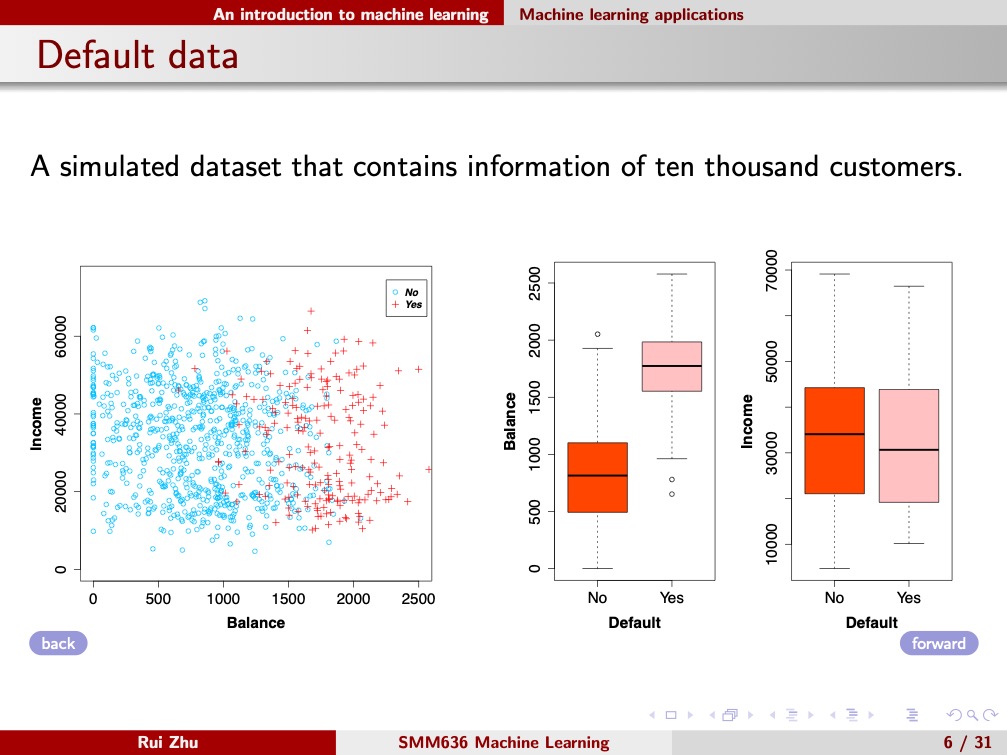 An introduction to machine learning Machine learning applications
Default data
A simulated dataset that contains information of ten thousand customers.
No
Yes
Income
0
20000
40000
60000
0 500 1000 1500 2000 2500
Balance
Balance
0
500
1000
1500
2000
2500
No Yes
Default
Income
10000
30000
50000
70000
No Yes
Default
back
forward
Rui Zhu SMM636 Machine Learning 6 / 31